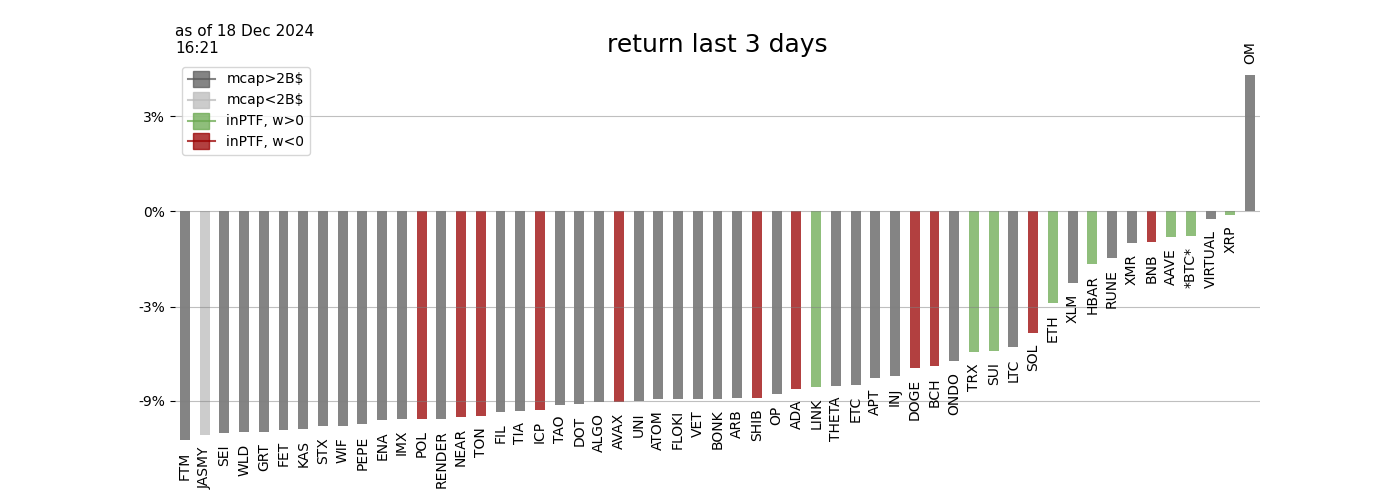 as of 18 Dec 2024
16:21
return last 3 days
mcap>2B$
mcap<2B$
inPTF, w>0
inPTF, w<0
3%
0%
-3%
-9%
FTM
JASMY
SEI
WLD
GRT
FET
KAS
STX
WIF
PEPE
ENA
IMX
POL
RENDER
NEAR
TON
FIL
TIA
ICP
TAO
DOT
ALGO
AVAX
UNI
ATOM
FLOKI
VET
BONK
ARB
SHIB
OP
ADA
LINK
THETA
ETC
APT
INJ
DOGE
BCH
ONDO
TRX
SUI
LTC
SOL
ETH
XLM
HBAR
RUNE
XMR
BNB
AAVE
*BTC*
VIRTUAL
XRP
OM